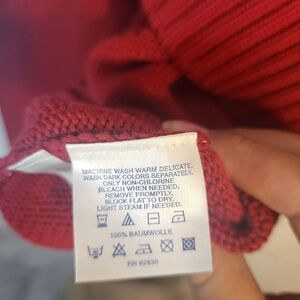 MACHINE WASH WARM DELICATE.
WASH DARK COLORS SEPARATELY.
ONLY NON-CHLORINE
BLEACH WHEN NEEDED.
REMOVE PROMPTLY.
BLOCK FLAT TO DRY.
LIGHT STEAM IF NEEDED.
100% BAUMWOLLE
RN 62830